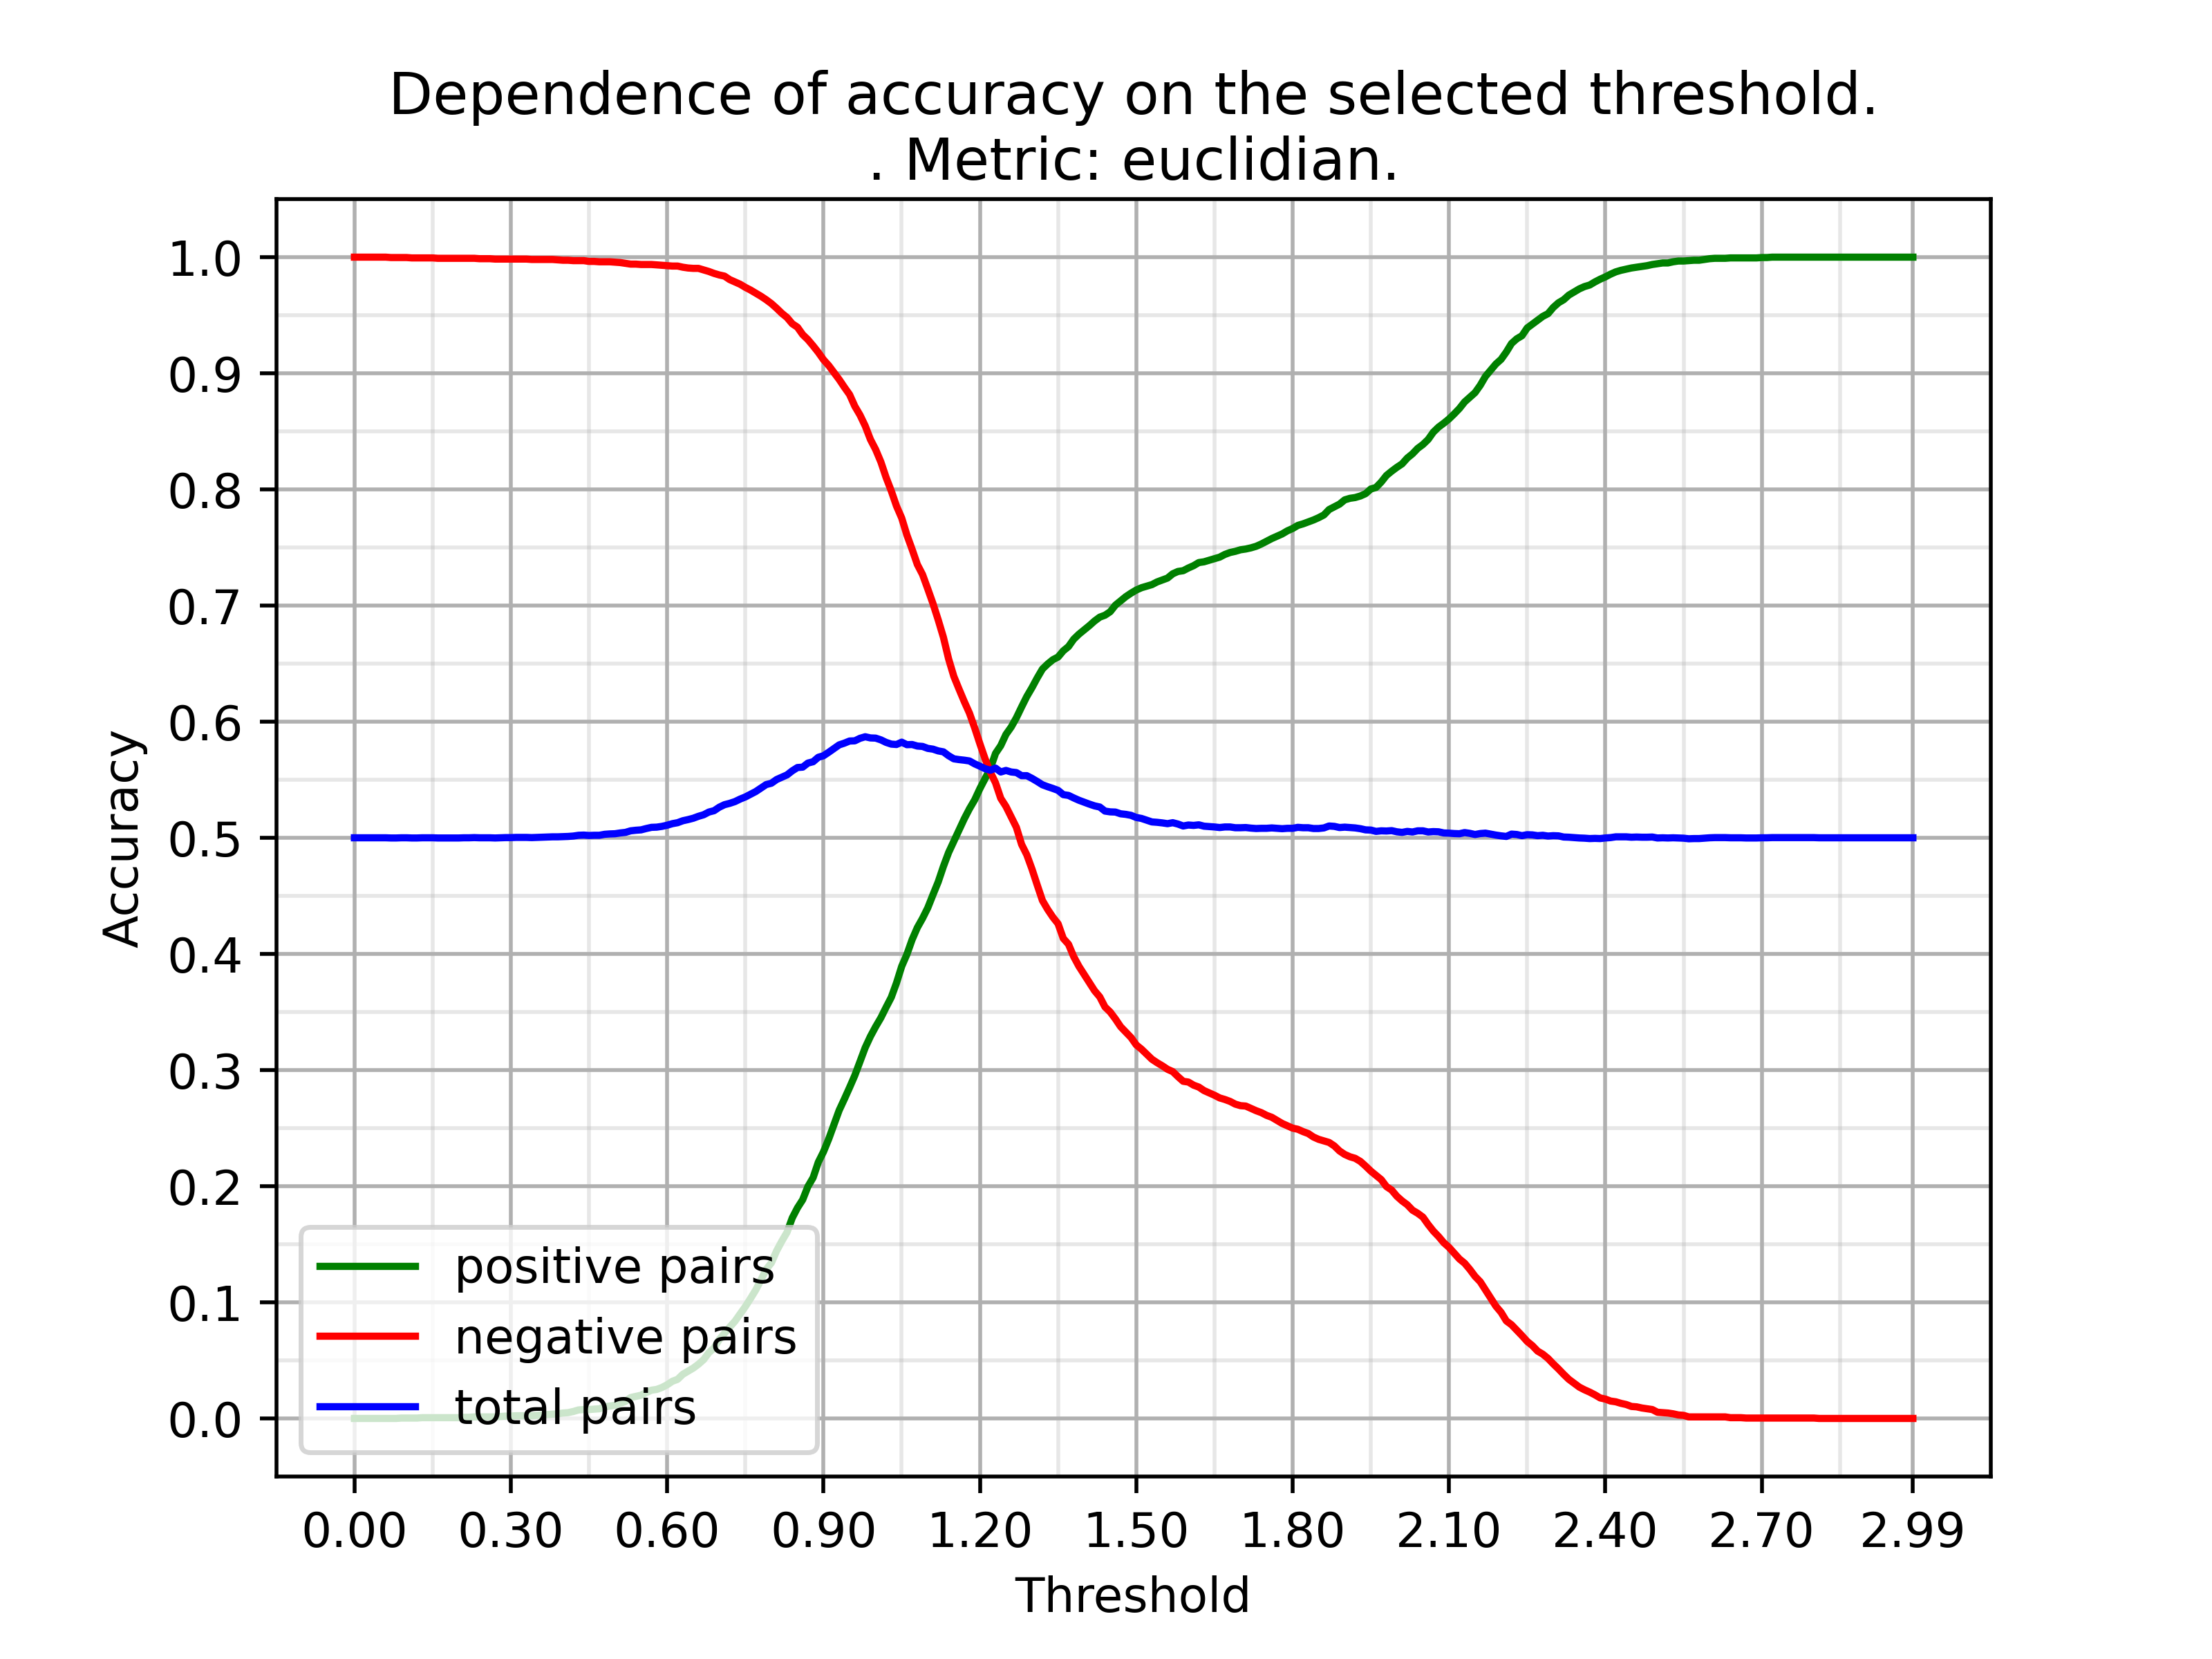 Dependence of accuracy on the selected threshold.
. Metric: euclidian.
Accuracy
1.0
0.9
0.8
0.7
0.6
0.5
0.4
0.3
0.2
0.1
0.0
positive pairs
negative pairs
total pairs
0.00 0.30 0.60 0.90 1.20 1.50 1.80 2.10 2.40 2.70 2.99
Threshold